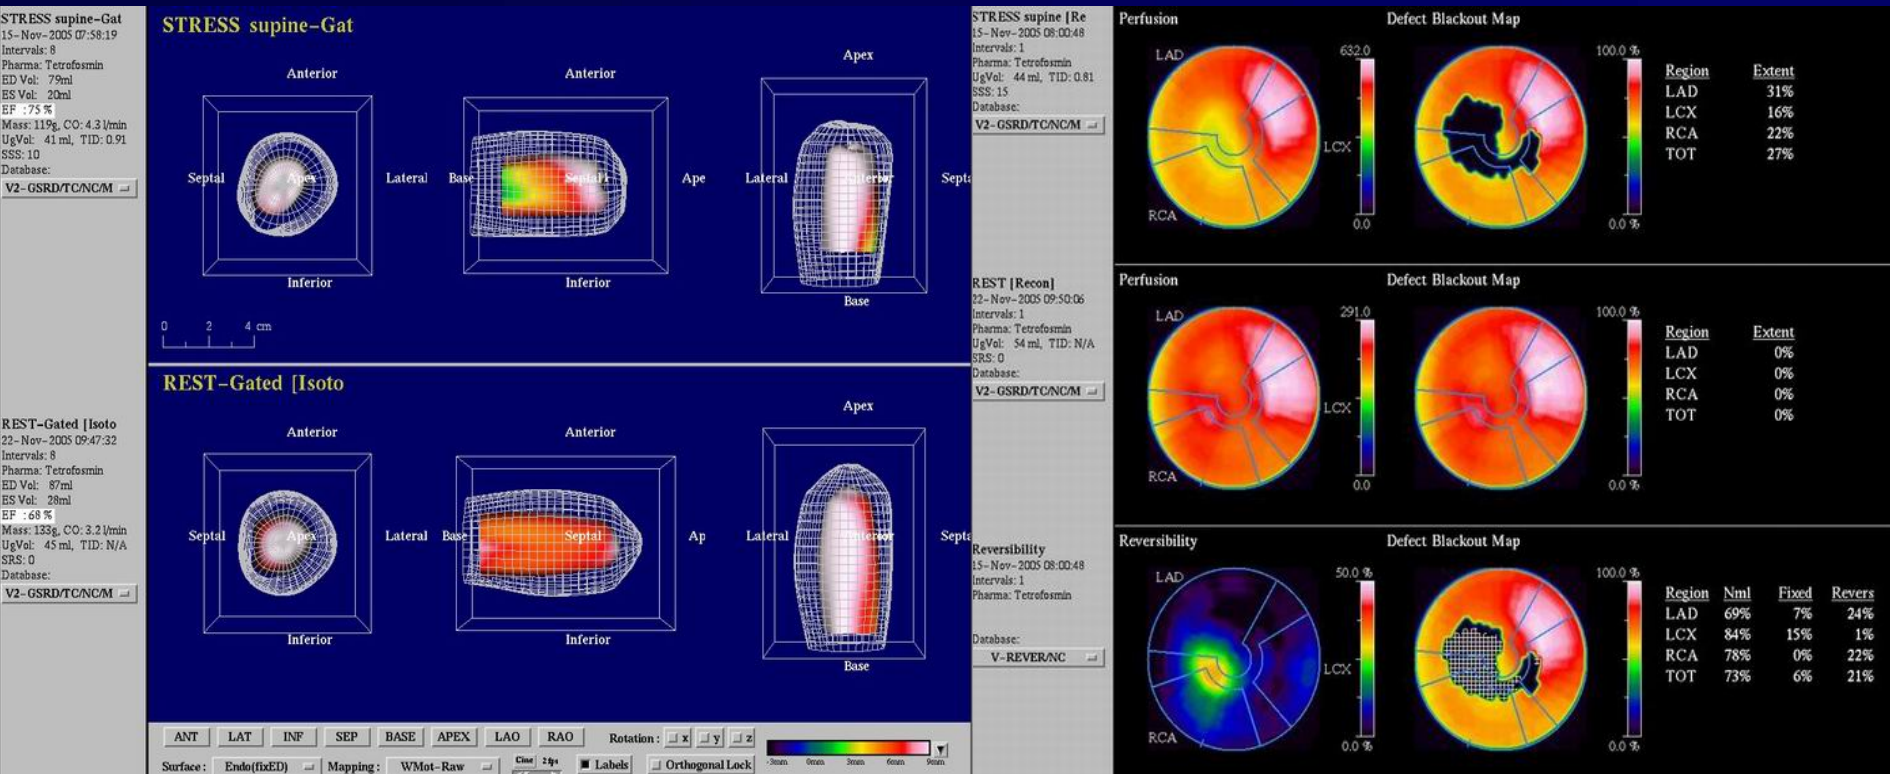 STRESS supine-Gat
15-Nov-2005 07:58:19
Intervals: 8
Pharma: Tetrofosmin
ED Vol: 79ml
ES Vol: 20ml
EF :75 %
Mass: 119g, CO: 4.3 l/min
UgVol: 41 ml, TID: 0.91
SSS: 10
Database:
V2-GSRD/TC/NC/M
REST-Gated [Isoto
22-Nov-2005 09:47:32
Intervals: 8
Pharma: Tetrofosmin
ED Vol: 87ml
ES Vol: 28ml
EF :68 %
Mass: 133g, CO: 3.2 l/min
UgVol: 45 ml, TID: N/A
SRS: 0
Database:
V2-GSRD/TC/NC/M
STRESS supine-Gat
Apex
Anterior Anterior
Septal Apex Lateral Base Septal Ape Lateral Inferior Septa
Inferior Inferior
Base
0 2 4 cm
REST-Gated [Isoto
Apex
Anterior Anterior
Septal Apex Lateral Base Septal Ap Lateral Inferior Septa
Inferior Inferior
Base
ANT LAT INF SEP BASE APEX LAO RAO Rotation : x y z
Surface : Endo(fixED) Mapping : WMot-Raw Cine 2 fps Labels Orthogonal Lock
-3mm 0mm 3mm 6mm 9mm
STRESS supine [Re
15-Nov-2005 08:00:48
Intervals: 1
Pharma: Tetrofosmin
UgVol: 44 ml, TID: 0.81
SSS: 15
Database:
V2-GSRD/TC/NC/M
REST [Recon]
22-Nov-2005 09:50:06
Intervals: 1
Pharma: Tetrofosmin
UgVol: 54 ml, TID: N/A
SRS: 0
Database:
V2-GSRD/TC/NC/M
Reversibility
15-Nov-2005 08:00:48
Intervals: 1
Pharma: Tetrofosmin
Database:
V-REVER/NC
Perfusion Defect Blackout Map
LAD 632.0 100.0 %
LCX
RCA 0.0 0.0 %
Region Extent
LAD 31%
LCX 16%
RCA 22%
TOT 27%
Perfusion Defect Blackout Map
LAD 291.0 100.0 %
LCX
RCA 0.0 0.0 %
Region Extent
LAD 0%
LCX 0%
RCA 0%
TOT 0%
Reversibility Defect Blackout Map
LAD 50.0 % 100.0 %
LCX
RCA 0.0 % 0.0 %
Region Nml Fixed Revers
LAD 69% 7% 24%
LCX 84% 15% 1%
RCA 78% 0% 22%
TOT 73% 6% 21%